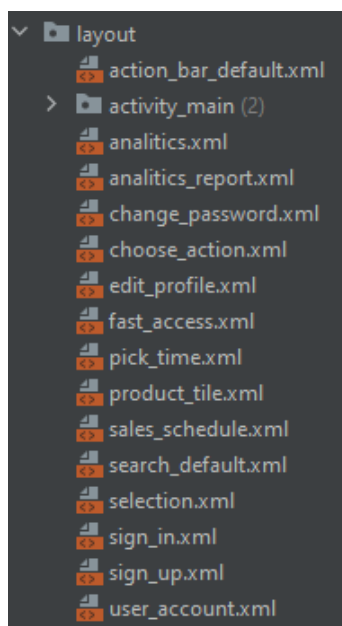 layout
action_bar_default.xml
activity_main (2)
analitics.xml
analitics_report.xml
change_password.xml
choose_action.xml
edit_profile.xml
fast_access.xml
pick_time.xml
product_tile.xml
sales_schedule.xml
search_default.xml
selection.xml
sign_in.xml
sign_up.xml
user_account.xml